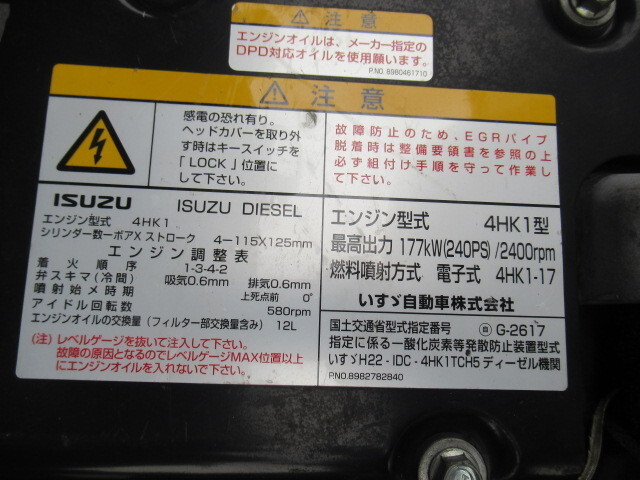 注意
エンジンオイルは、メーカー指定の
DPD対応オイルを使用願います。
P.NO. 8980461710
注意
感電の恐れ有り。
ヘッドカバーを取り外
す時はキースイッチを
「LOCK」位置に
して下さい。
故障防止のため、EGRパイプ
脱着時は整備要領書を参照の上
必ず組付け手順を守って作業
して下さい。
ISUZU ISUZU DIESEL
エンジン型式 4HK1
シリンダー数ーボアX ストローク 4-115X125mm
エンジン調整表
着火順序 1-3-4-2
弁スキマ(冷間) 吸気0.6mm 排気0.6mm
噴射始メ時期 上死点前 0°
アイドル回転数 580rpm
エンジンオイルの交換量(フィルター部交換量含み) 12L
(注) レベルゲージを抜いて注入して下さい。
故障の原因となるのでレベルゲージMAX位置以上
にエンジンオイルを入れないで下さい。
エンジン型式 4HK1型
最高出力 177kW(240PS)/2400rpm
燃料噴射方式 電子式 4HK1-17
いすゞ自動車株式会社
国土交通省型式指定番号 G-2617
指定に係る一酸化炭素等発散防止装置型式
いすゞH22-IDC-4HK1TCH5ディーゼル機関
P.NO.8982782840